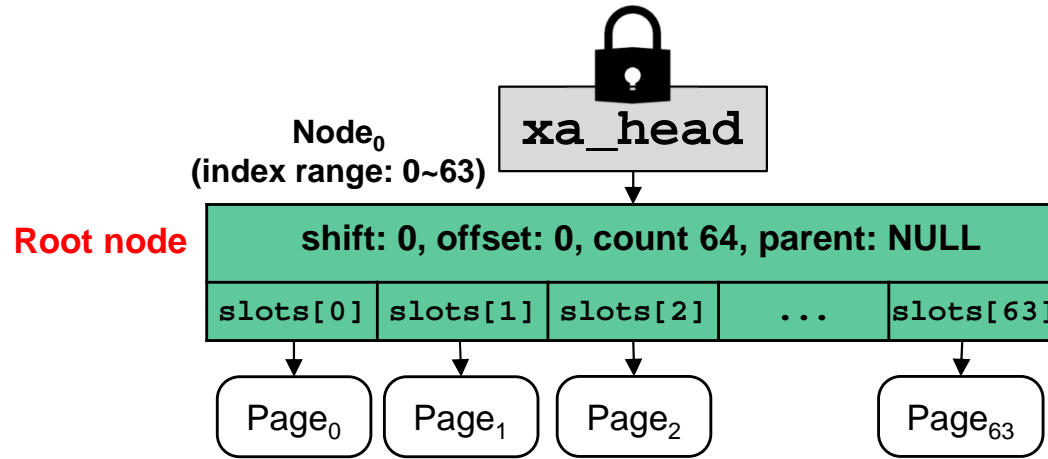 xa_head
Node₀
(index range: 0~63)
Root node
shift: 0, offset: 0, count 64, parent: NULL
slots[0] slots[1] slots[2] ... slots[63]
Page₀ Page₁ Page₂ Page₆₃